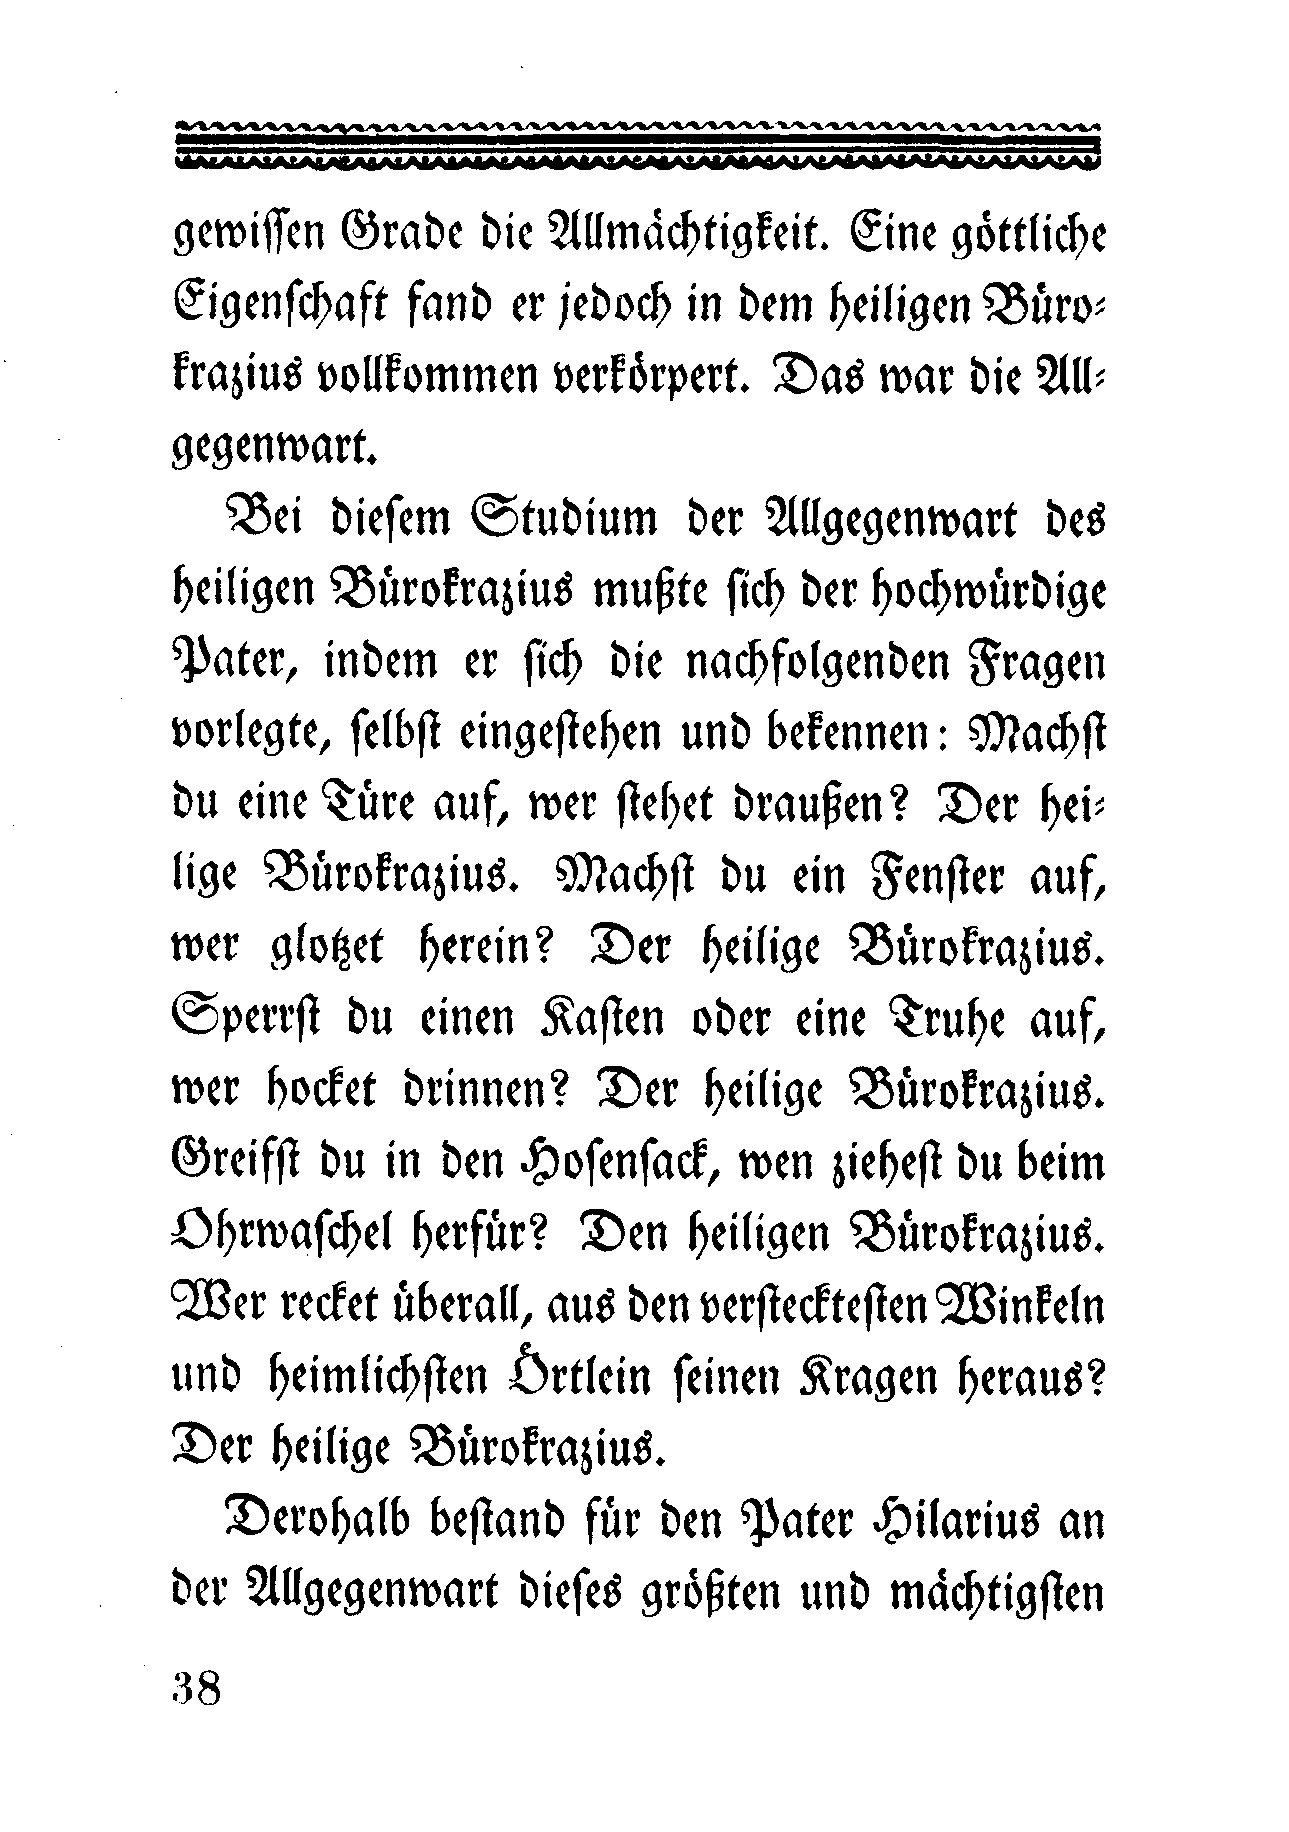 gewissen Grade die Allmächtigkeit. Eine göttliche
Eigenschaft fand er jedoch in dem heiligen Büro-
krazius vollkommen verkörpert. Das war die All-
gegenwart.
Bei diesem Studium der Allgegenwart des
heiligen Bürokrazius mußte sich der hochwürdige
Pater, indem er sich die nachfolgenden Fragen
vorlegte, selbst eingestehen und bekennen: Machst
du eine Türe auf, wer stehet draußen? Der hei-
lige Bürokrazius. Machst du ein Fenster auf,
wer glotzet herein? Der heilige Bürokrazius.
Sperrst du einen Kasten oder eine Truhe auf,
wer hocket drinnen? Der heilige Bürokrazius.
Greifst du in den Hosensack, wen ziehest du beim
Ohrwaschel herfür? Den heiligen Bürokrazius.
Wer recket überall, aus den verstecktesten Winkeln
und heimlichsten Örtlein seinen Kragen heraus?
Der heilige Bürokrazius.
Derohalb bestand für den Pater Hilarius an
der Allgegenwart dieses größten und mächtigsten
38